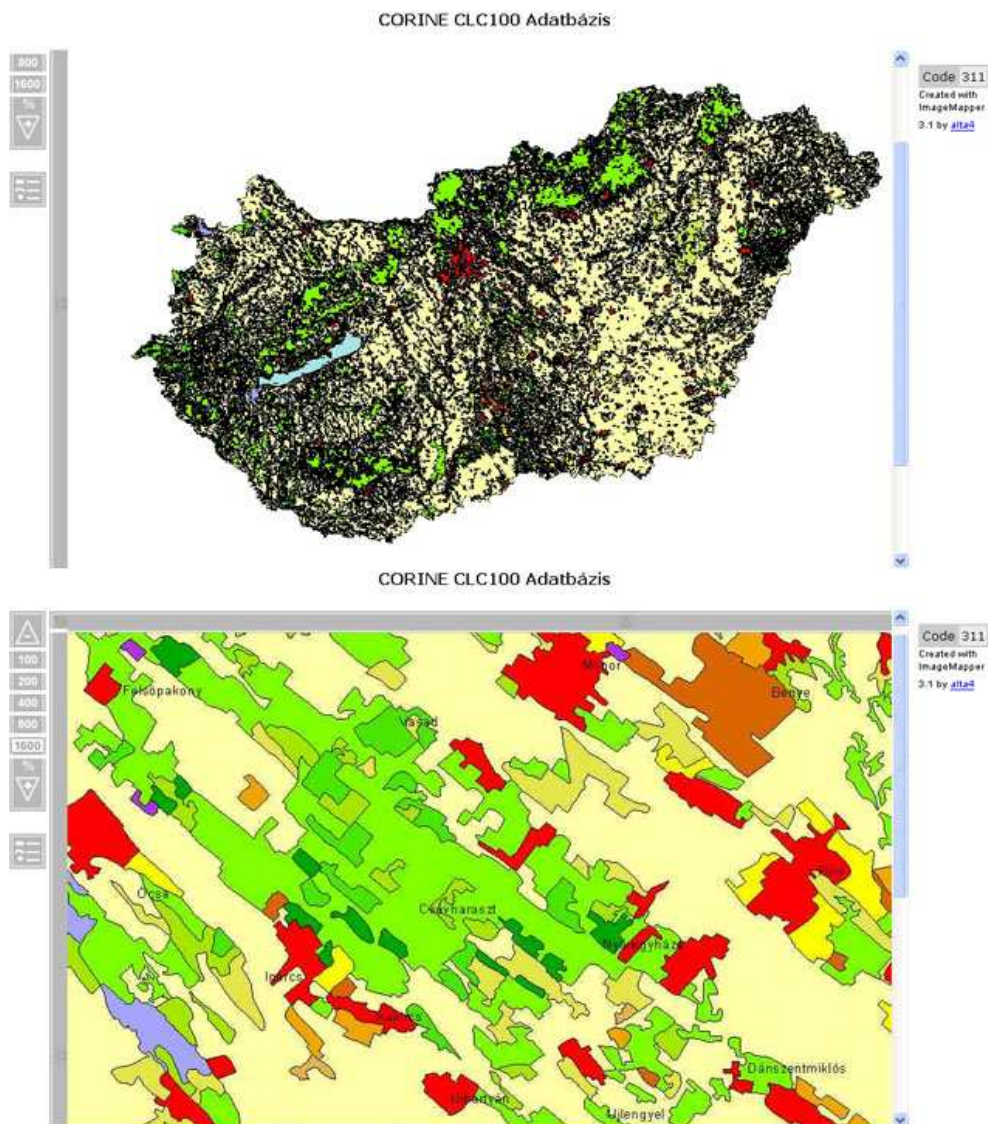 CORINE CLC100 Adatbázis
800
1600
%
Code 311
Created with
ImageMapper
3.1 by alta4
CORINE CLC100 Adatbázis
100
200
400
800
1600
%
Code 311
Created with
ImageMapper
3.1 by alta4
Felsőpakony
Monor
Bénye
Vasad
Ócsa
Csévharaszt
Nyáregyháza
Inárcs
Dánszentmiklós
Újhartyán
Újlengyel